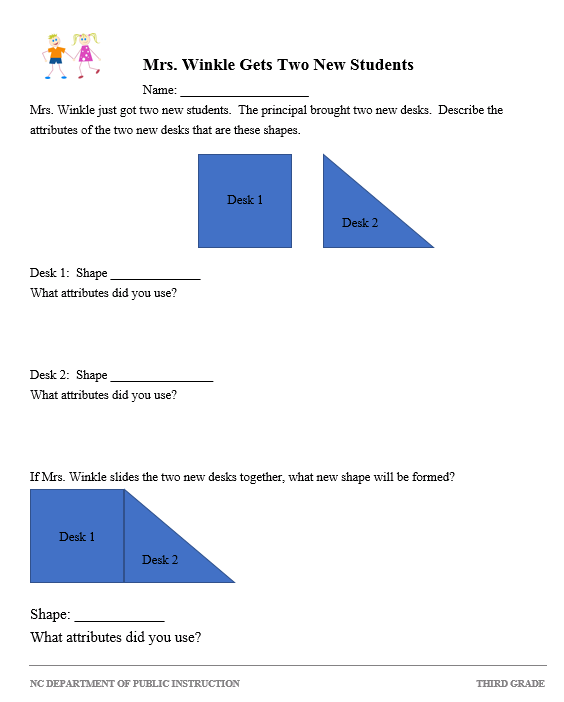 Mrs. Winkle Gets Two New Students
Name: ____________________
Mrs. Winkle just got two new students.  The principal brought two new desks.  Describe the
attributes of the two new desks that are these shapes.
Desk 1
Desk 2
Desk 1:  Shape ______________
What attributes did you use?
Desk 2:  Shape ________________
What attributes did you use?
If Mrs. Winkle slides the two new desks together, what new shape will be formed?
Desk 1
Desk 2
Shape: ____________
What attributes did you use?
NC DEPARTMENT OF PUBLIC INSTRUCTION THIRD GRADE